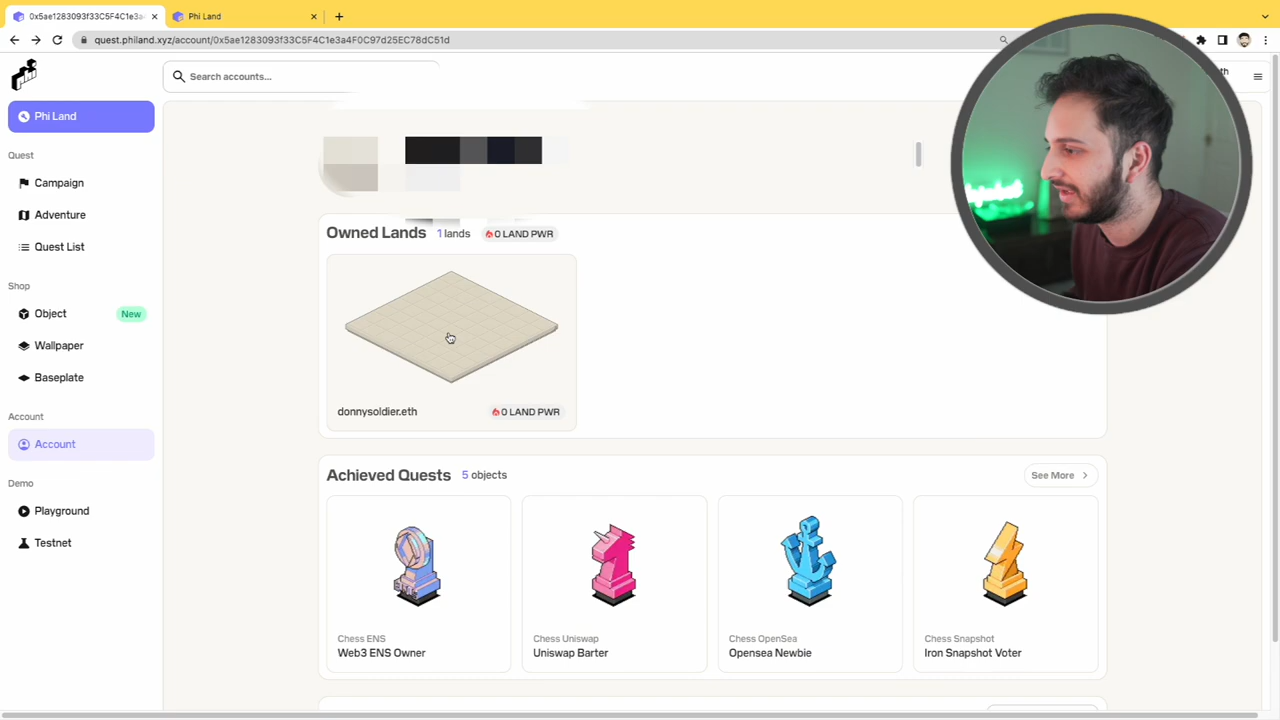 0x5ae1283093f33C5F4C1e3a
Phi Land
quest.philand.xyz/account/0x5ae1283093f33C5F4C1e3a4F0C97d25EC78dC51d
Search accounts...
Phi Land
Quest
Campaign
Adventure
Quest List
Shop
Object New
Wallpaper
Baseplate
Account
Account
Demo
Playground
Testnet
Owned Lands 1 lands 0 LAND PWR
donnysoldier.eth 0 LAND PWR
Achieved Quests 5 objects See More
Chess ENS
Web3 ENS Owner
Chess Uniswap
Uniswap Barter
Chess OpenSea
Opensea Newbie
Chess Snapshot
Iron Snapshot Voter